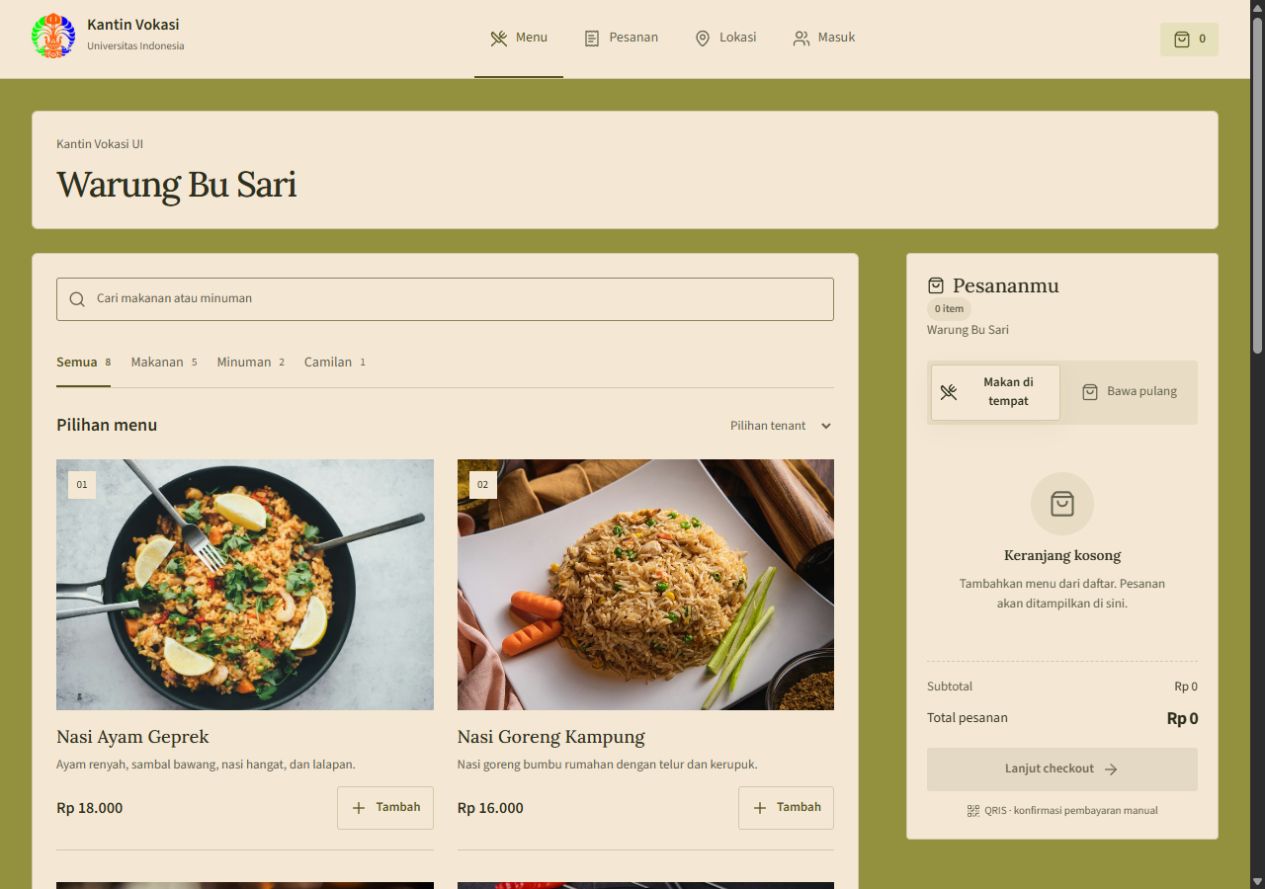 Kantin Vokasi
Universitas Indonesia
Menu
Pesanan
Lokasi
Masuk
0
Kantin Vokasi UI
Warung Bu Sari
Cari makanan atau minuman
Semua 8
Makanan 5
Minuman 2
Camilan 1
Pilihan menu
Pilihan tenant
01
Nasi Ayam Geprek
Ayam renyah, sambal bawang, nasi hangat, dan lalapan.
Rp 18.000
Tambah
02
Nasi Goreng Kampung
Nasi goreng bumbu rumahan dengan telur dan kerupuk.
Rp 16.000
Tambah
Pesananmu
0 item
Warung Bu Sari
Makan di
tempat
Bawa pulang
Keranjang kosong
Tambahkan menu dari daftar. Pesanan
akan ditampilkan di sini.
Subtotal Rp 0
Total pesanan Rp 0
Lanjut checkout
QRIS · konfirmasi pembayaran manual